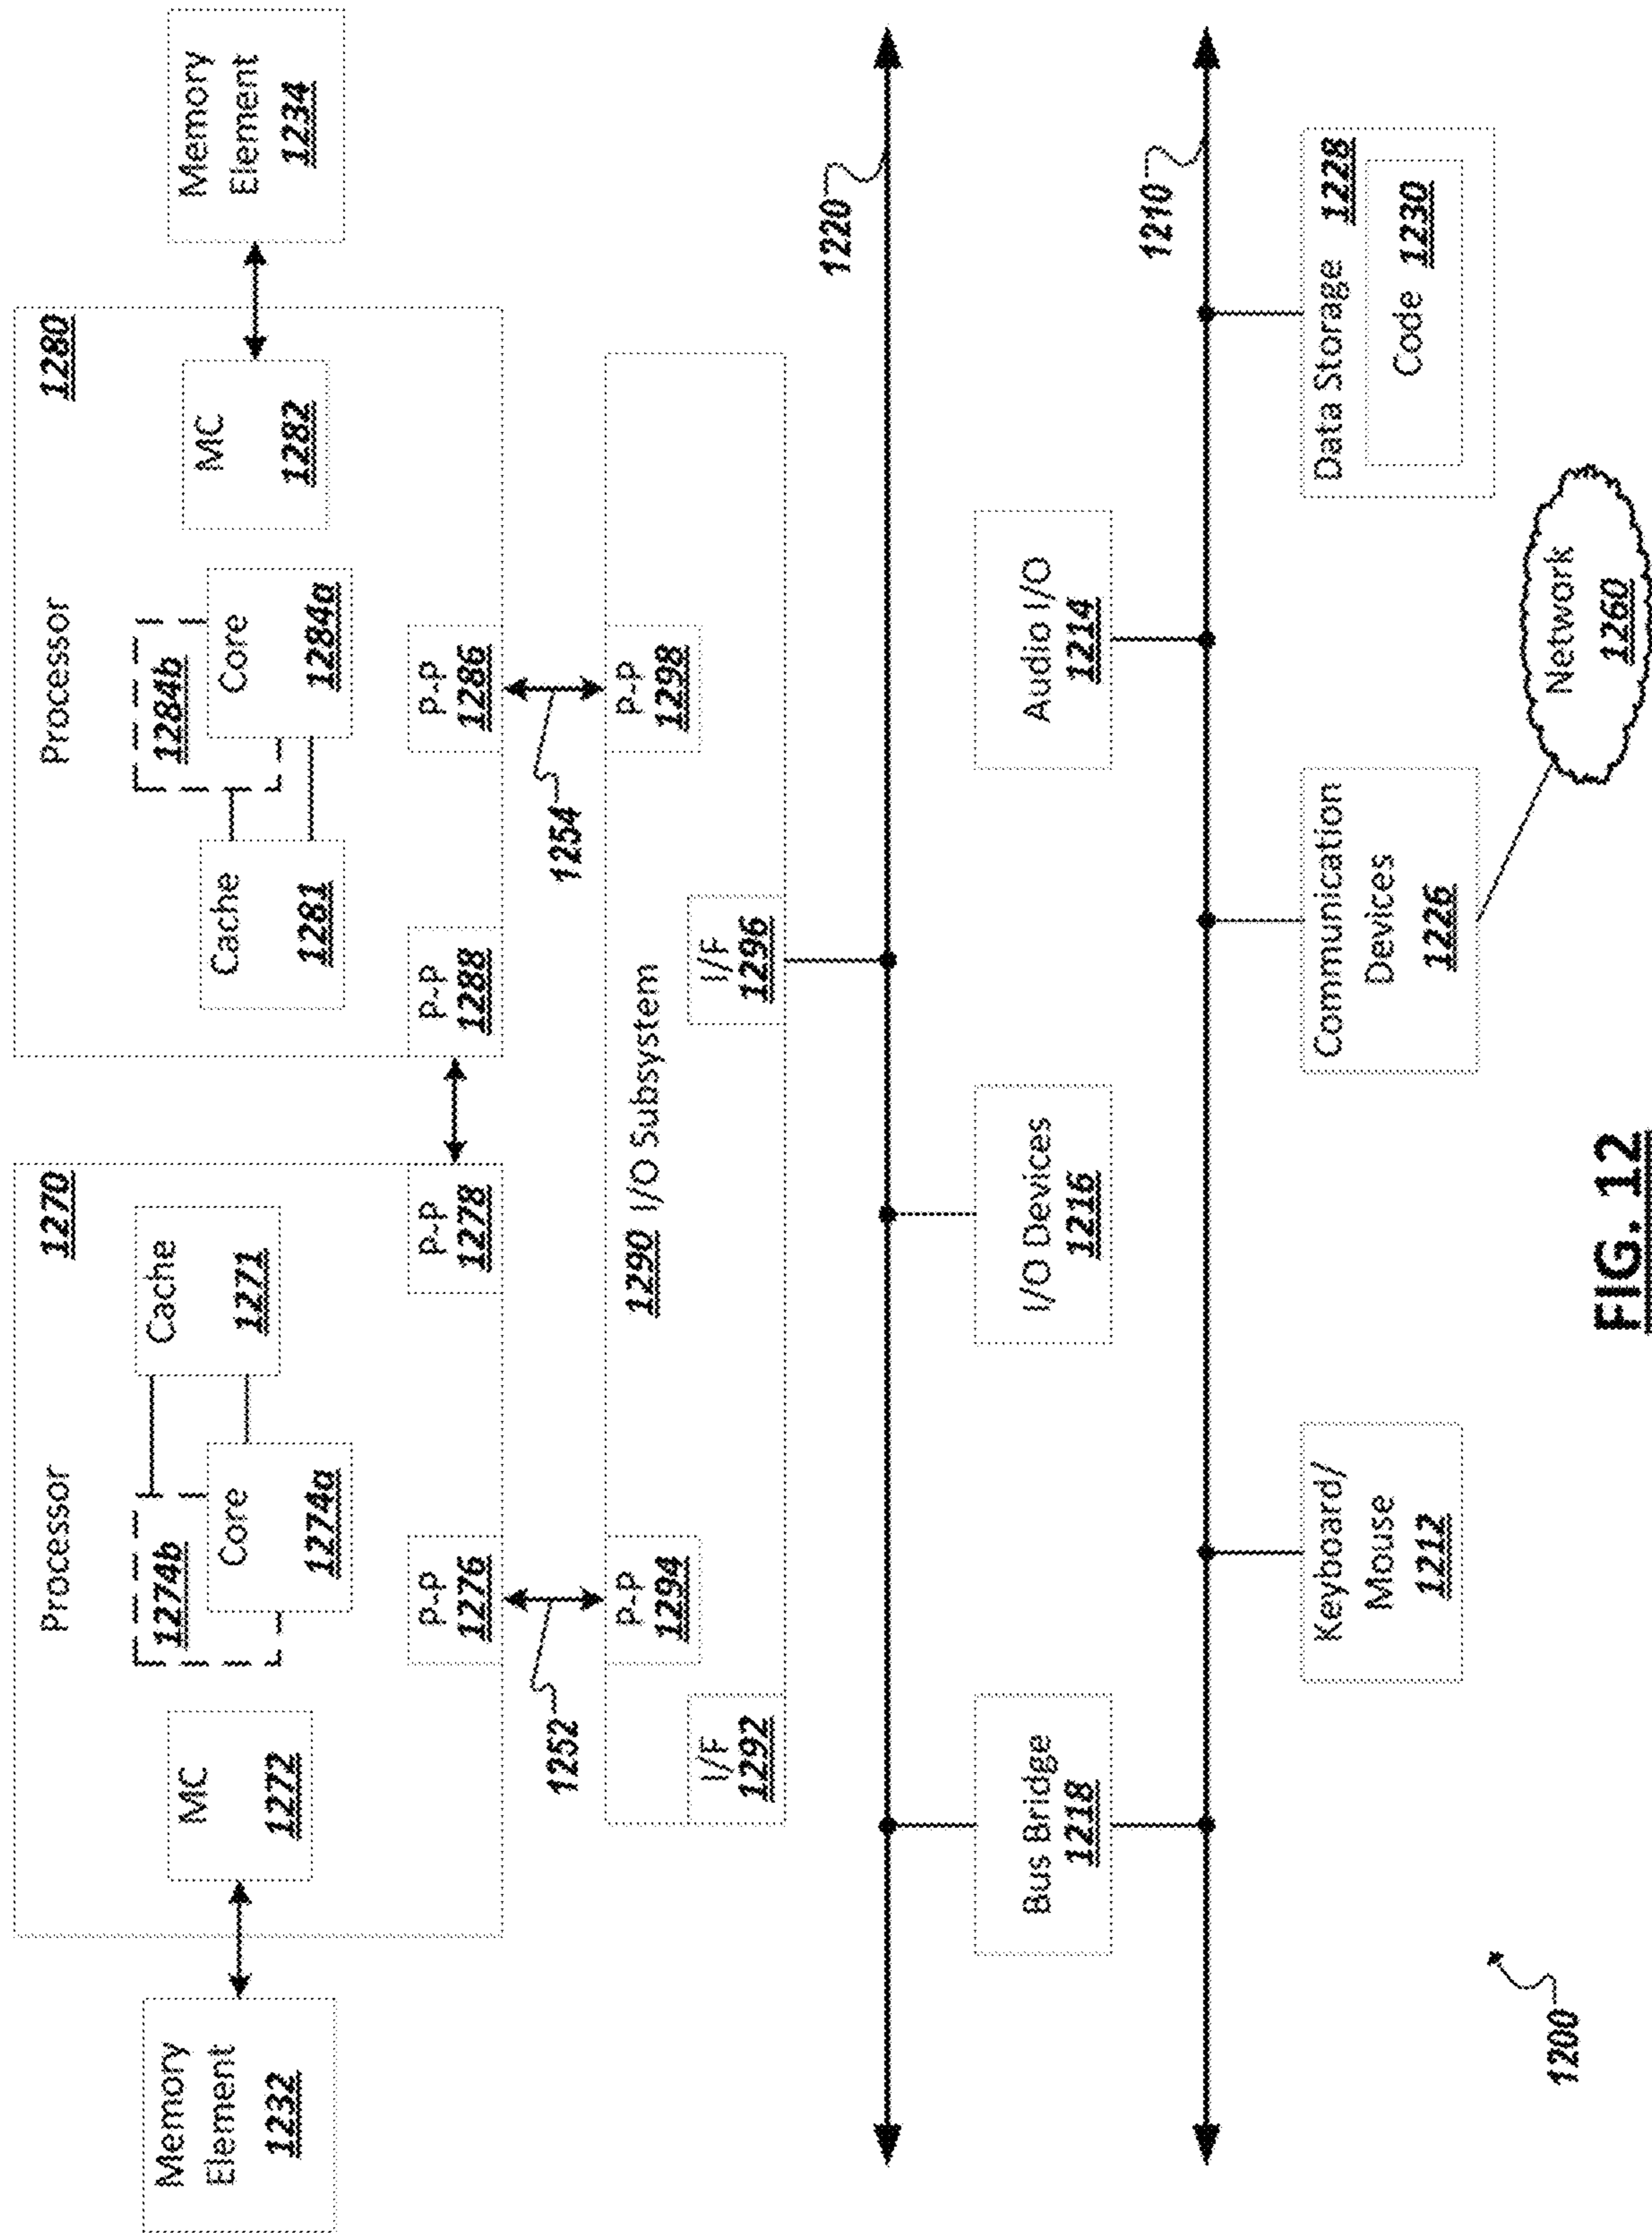 Memory
Element
1232
1270
Processor
MC
1272
1274b
Core
1274a
Cache
1271
P-P
1276
P-P
1278
1280
Processor
Cache
1281
1284b
Core
1284a
MC
1282
P-P
1288
P-P
1286
Memory
Element
1234
1252
1254
P-P
1294
1290 I/O Subsystem
P-P
1298
I/F
1292
I/F
1296
1220
Bus Bridge
1218
I/O Devices
1216
Audio I/O
1214
1210
Keyboard/
Mouse
1212
Communication
Devices
1226
Data Storage 1228
Code 1230
Network
1260
1200
FIG. 12